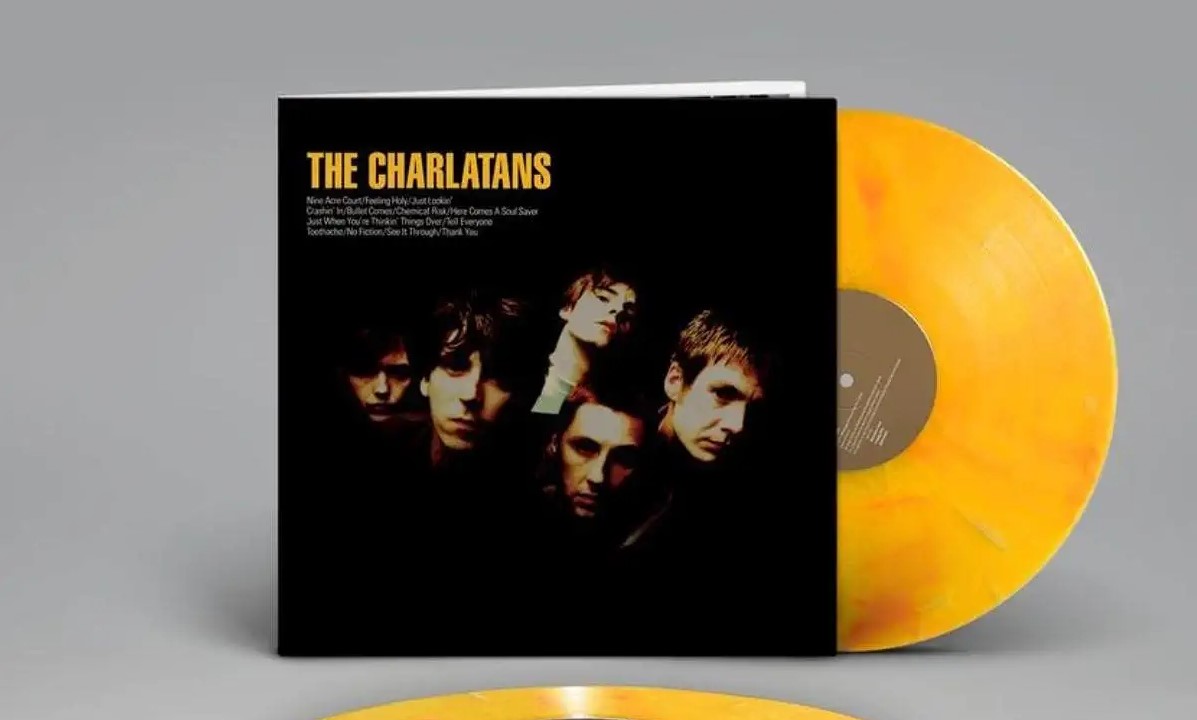 THE CHARLATANS
Nine Acre Court/Feeling Holy/Just Lookin'
Crashin' In/Bullet Comes/Chemical Risk/Here Comes A Soul Saver
Just When You're Thinkin' Things Over/Tell Everyone
Toothache/No Fiction/See It Through/Thank You